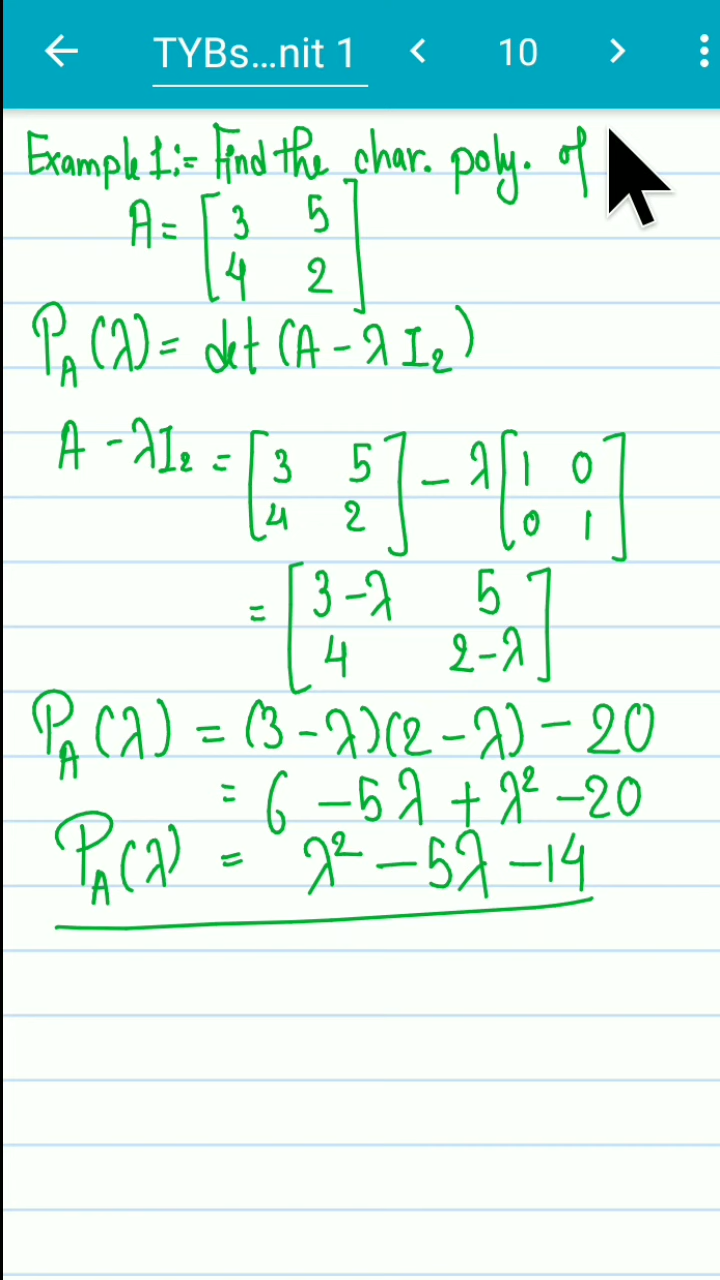 TYBs...nit 1 < 10 >
Example 1:= Find the char. poly. of
A = [3 5
4 2]
P_A(λ) = det (A - λ I₂)
A - λI₂ = [3 5
4 2] - λ [1 0
0 1]
= [3-λ 5
4 2-λ]
P_A(λ) = (3-λ)(2-λ) - 20
= 6 - 5λ + λ² - 20
P_A(λ) = λ² - 5λ - 14